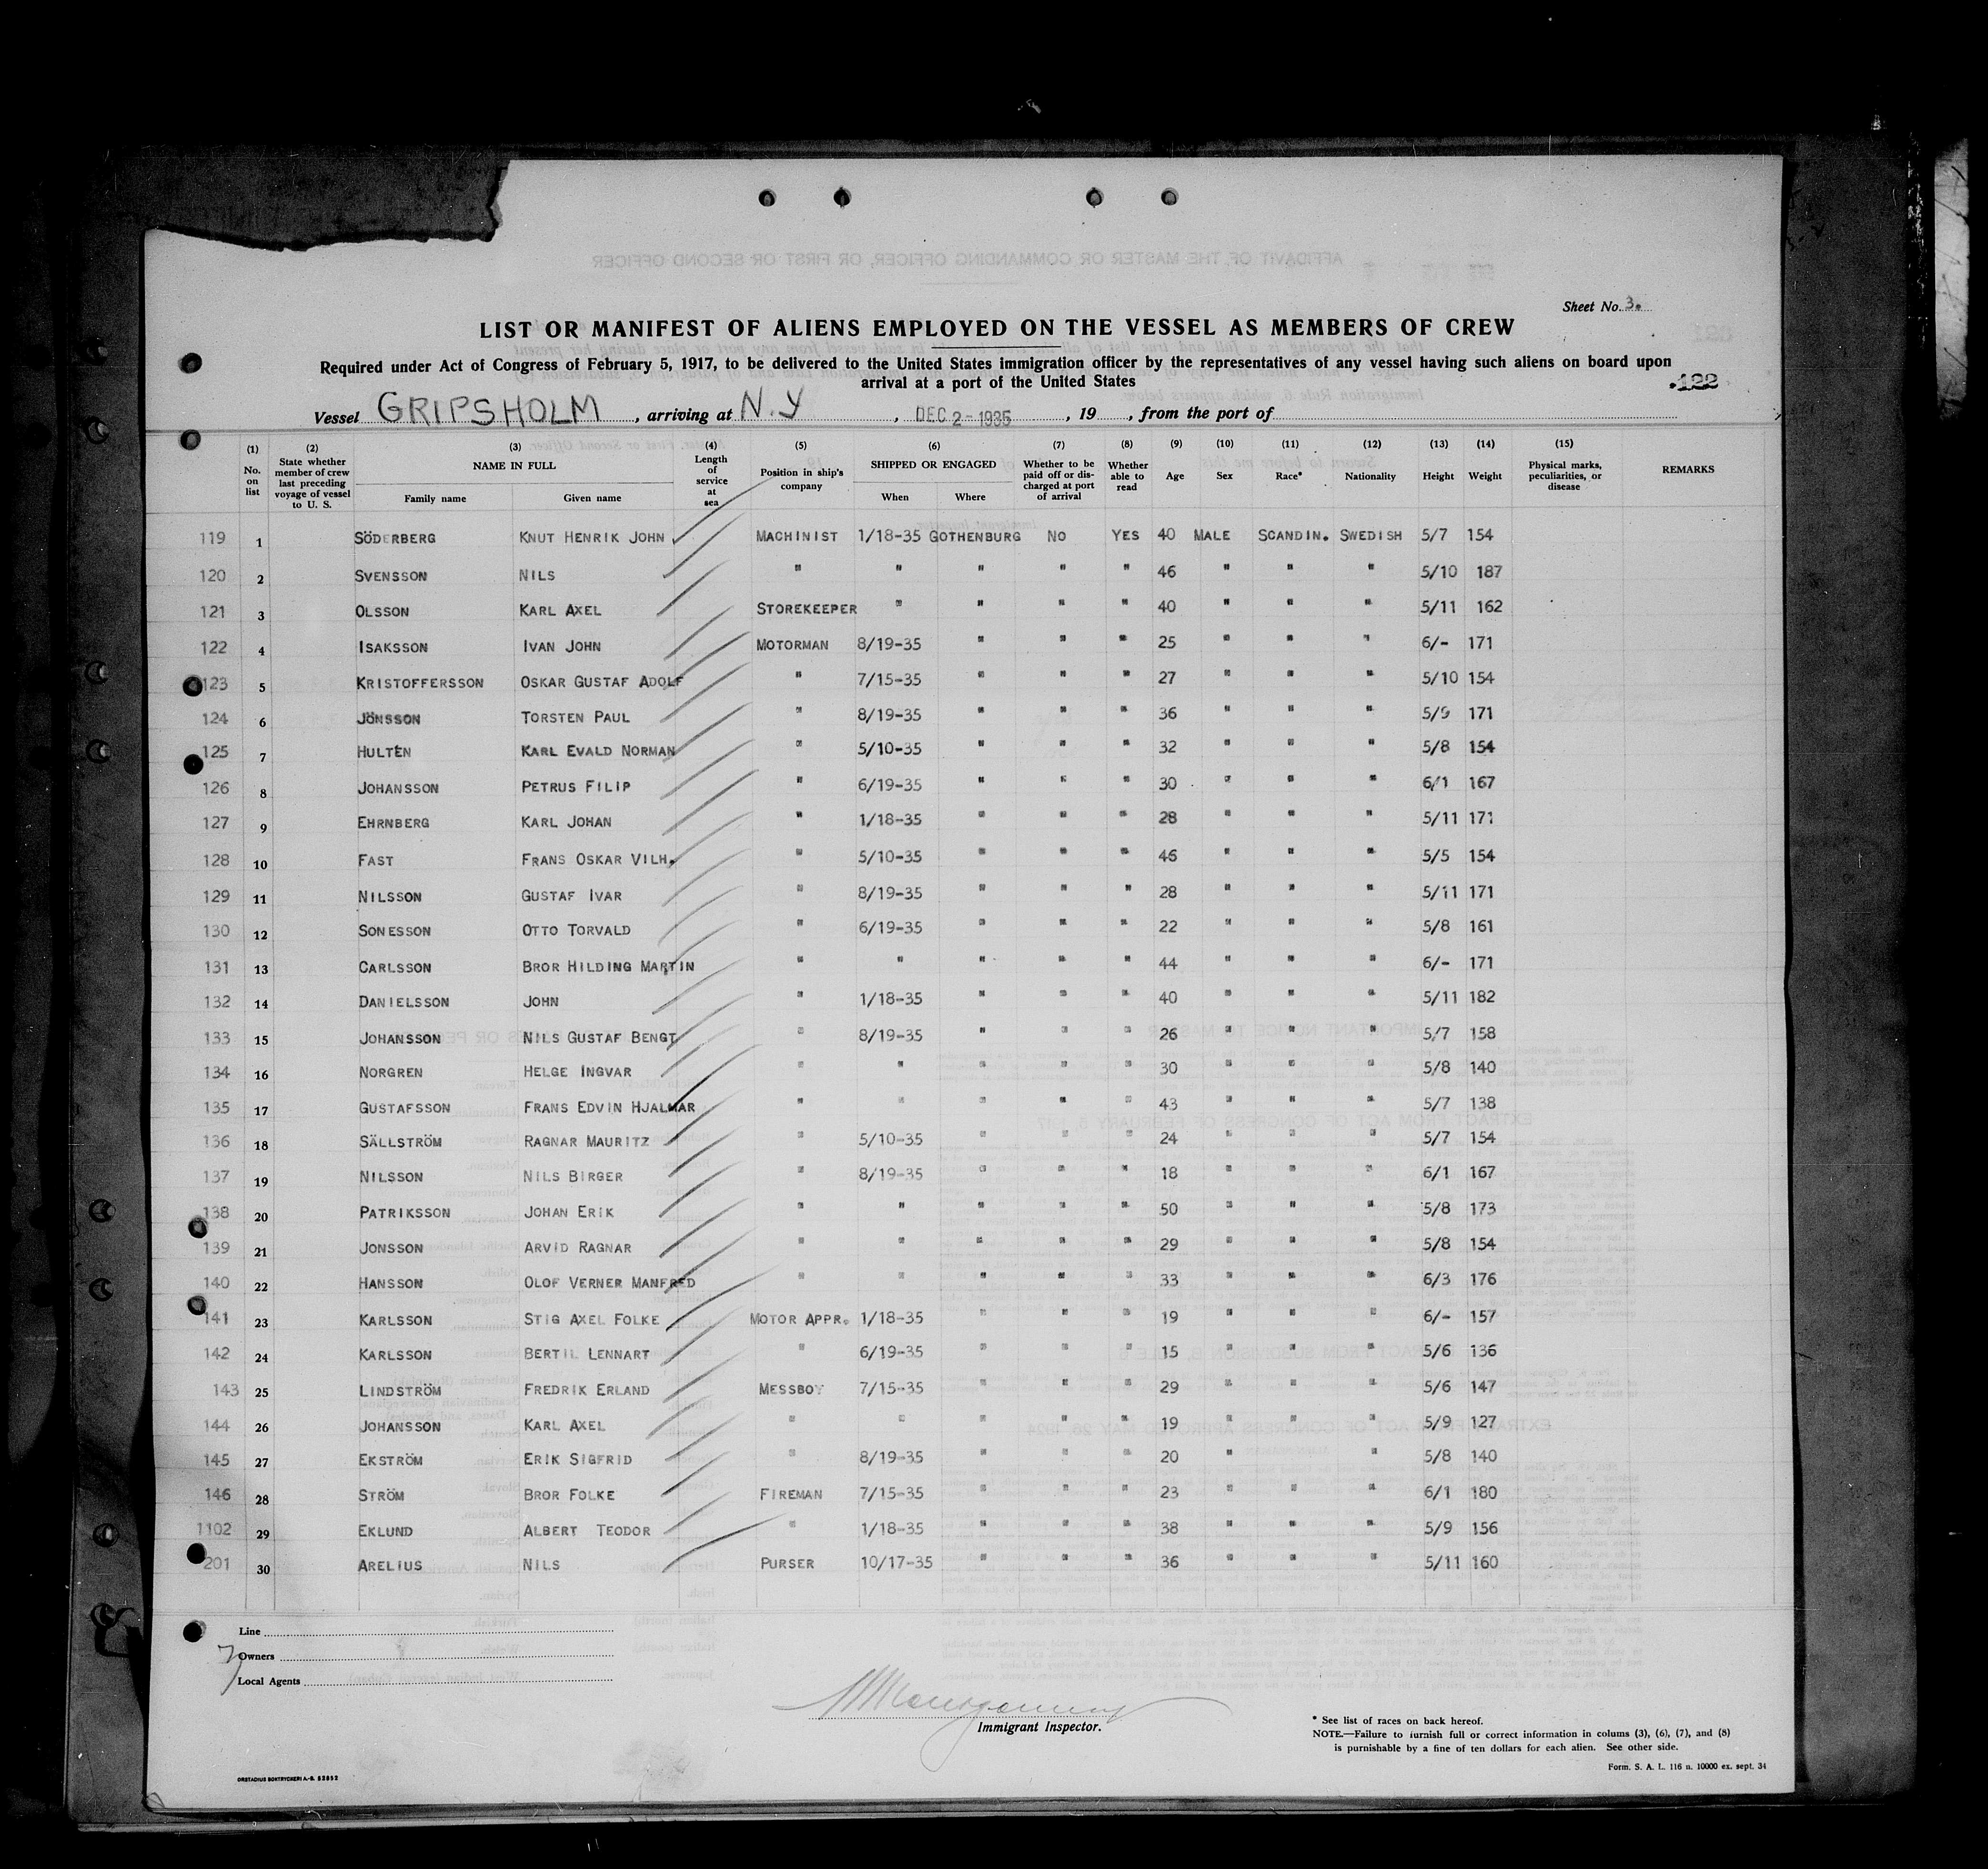 Sheet No. 3.
LIST OR MANIFEST OF ALIENS EMPLOYED ON THE VESSEL AS MEMBERS OF CREW
Required under Act of Congress of February 5, 1917, to be delivered to the United States immigration officer by the representatives of any vessel having such aliens on board upon
arrival at a port of the United States
122
Vessel GRIPSHOLM, arriving at N.Y, DEC 2 - 1935, 19 , from the port of
(1) No. on list (2) State whether member of crew last preceding voyage of vessel to U. S. (3) NAME IN FULL Family name Given name (4) Length of service at sea (5) Position in ship's company (6) SHIPPED OR ENGAGED When Where (7) Whether to be paid off or discharged at port of arrival (8) Whether able to read (9) Age (10) Sex (11) Race* (12) Nationality (13) Height (14) Weight (15) Physical marks, peculiarities, or disease REMARKS
119 1 SÖDERBERG KNUT HENRIK JOHN MACHINIST 1/18-35 GOTHENBURG NO YES 40 MALE SCANDIN. SWEDISH 5/7 154
120 2 SVENSSON NILS " " " " " 46 " " " 5/10 187
121 3 OLSSON KARL AXEL STOREKEEPER " " " " 40 " " " 5/11 162
122 4 ISAKSSON IVAN JOHN MOTORMAN 8/19-35 " " " 25 " " " 6/- 171
123 5 KRISTOFFERSSON OSKAR GUSTAF ADOLF " 7/15-35 " " " 27 " " " 5/10 154
124 6 JÖNSSON TORSTEN PAUL " 8/19-35 " " " 36 " " " 5/9 171
125 7 HULTÉN KARL EVALD NORMAN " 5/10-35 " " " 32 " " " 5/8 154
126 8 JOHANSSON PETRUS FILIP " 6/19-35 " " " 30 " " " 6/1 167
127 9 EHRNBERG KARL JOHAN " 1/18-35 " " " 28 " " " 5/11 171
128 10 FAST FRANS OSKAR VILH. " 5/10-35 " " " 46 " " " 5/5 154
129 11 NILSSON GUSTAF IVAR " 8/19-35 " " " 28 " " " 5/11 171
130 12 SONESSON OTTO TORVALD " 6/19-35 " " " 22 " " " 5/8 161
131 13 CARLSSON BROR HILDING MARTIN " " " " " 44 " " " 6/- 171
132 14 DANIELSSON JOHN " 1/18-35 " " " 40 " " " 5/11 182
133 15 JOHANSSON NILS GUSTAF BENGT " 8/19-35 " " " 26 " " " 5/7 158
134 16 NORGREN HELGE INGVAR " " " " " 30 " " " 5/8 140
135 17 GUSTAFSSON FRANS EDVIN HJALMAR " " " " " 43 " " " 5/7 138
136 18 SÄLLSTRÖM RAGNAR MAURITZ " 5/10-35 " " " 24 " " " 5/7 154
137 19 NILSSON NILS BIRGER " 8/19-35 " " " 18 " " " 6/1 167
138 20 PATRIKSSON JOHAN ERIK " " " " " 50 " " " 5/8 173
139 21 JONSSON ARVID RAGNAR " " " " " 29 " " " 5/8 154
140 22 HANSSON OLOF VERNER MANFRED " " " " " 33 " " " 6/3 176
141 23 KARLSSON STIG AXEL FOLKE MOTOR APPR. 1/18-35 " " " 19 " " " 6/- 157
142 24 KARLSSON BERTIL LENNART " 6/19-35 " " " 15 " " " 5/6 136
143 25 LINDSTRÖM FREDRIK ERLAND MESSBOY 7/15-35 " " " 29 " " " 5/6 147
144 26 JOHANSSON KARL AXEL " " " " " 19 " " " 5/9 127
145 27 EKSTRÖM ERIK SIGFRID " 8/19-35 " " " 20 " " 5/8 140
146 28 STRÖM BROR FOLKE FIREMAN 7/15-35 " " " 23 " " " 6/1 180
1102 29 EKLUND ALBERT TEODOR " 1/18-35 " " " 38 " " " 5/9 156
201 30 ARELIUS NILS PURSER 10/17-35 " " " 36 " " " 5/11 160
Line
Owners
Local Agents
Montgomery
Immigrant Inspector.
* See list of races on back hereof.
NOTE.—Failure to furnish full or correct information in colums (3), (6), (7), and (8)
is punishable by a fine of ten dollars for each alien. See other side.
Form. S. A. L. 116 n. 10000 ex. sept. 34